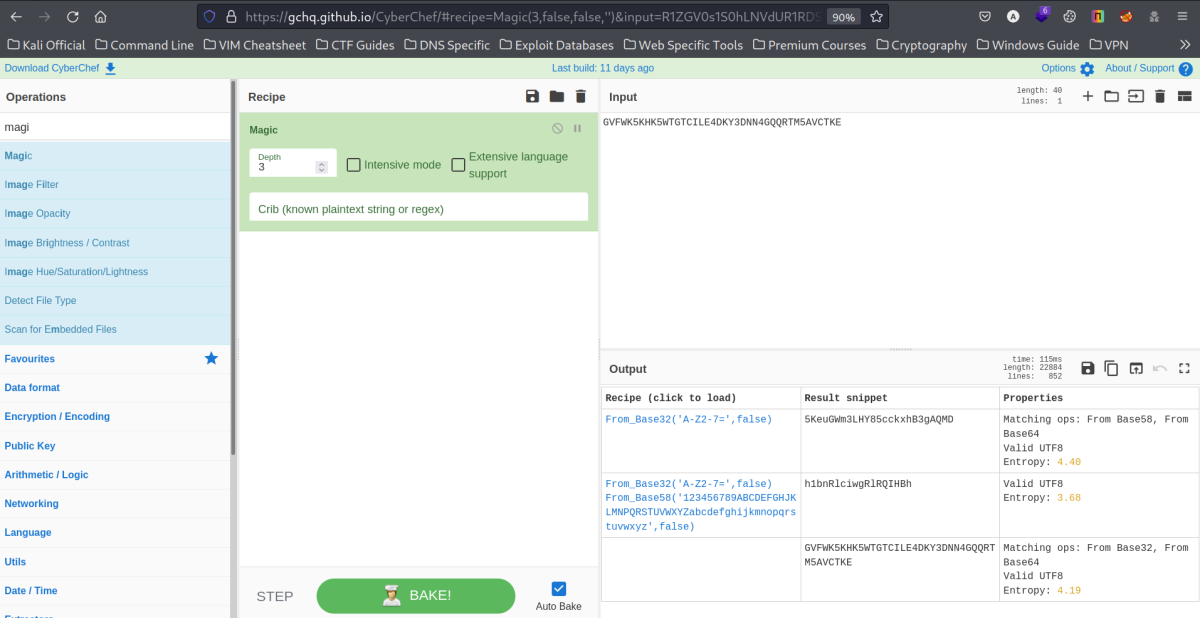 https://gchq.github.io/CyberChef/#recipe=Magic(3,false,false,'')&input=R1ZGV0s1S0hLNVdUR1RDS
90%
A
6
Kali Official
Command Line
VIM Cheatsheet
CTF Guides
DNS Specific
Exploit Databases
Web Specific Tools
Premium Courses
Cryptography
Windows Guide
VPN
Download CyberChef
Last build: 11 days ago
Options
About / Support
Operations
magi
Magic
Image Filter
Image Opacity
Image Brightness / Contrast
Image Hue/Saturation/Lightness
Detect File Type
Scan for Embedded Files
Favourites
Data format
Encryption / Encoding
Public Key
Arithmetic / Logic
Networking
Language
Utils
Date / Time
Recipe
Magic
Depth
3
Intensive mode
Extensive language
support
Crib (known plaintext string or regex)
STEP
BAKE!
Auto Bake
Input
length: 40
lines: 1
GVFWK5KHK5WTGTCILE4DKY3DNN4GQQRTM5AVCTKE
Output
time: 115ms
length: 22884
lines: 852
Recipe (click to load)
Result snippet
Properties
From_Base32('A-Z2-7=',false)
5KeuGWm3LHY85cckxhB3gAQMD
Matching ops: From Base58, From
Base64
Valid UTF8
Entropy: 4.40
From_Base32('A-Z2-7=',false)
From_Base58('123456789ABCDEFGHJK
LMNPQRSTUVWXYZabcdefghijkmnopqrs
tuvwxyz',false)
h1bnRlciwgRlRQIHBh
Valid UTF8
Entropy: 3.68
GVFWK5KHK5WTGTCILE4DKY3DNN4GQQRT
M5AVCTKE
Matching ops: From Base32, From
Base64
Valid UTF8
Entropy: 4.19